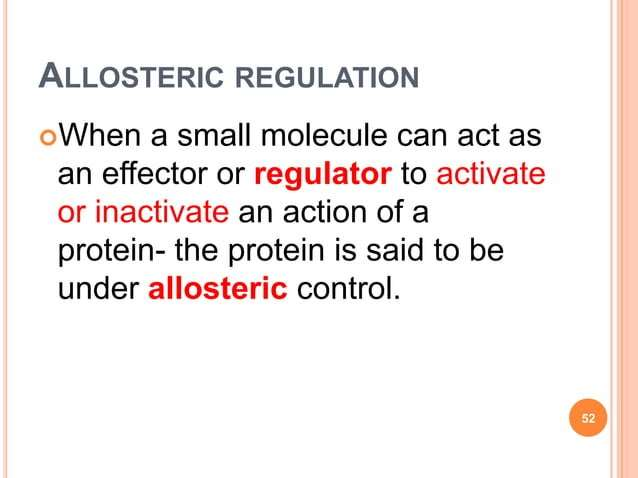 ALLOSTERIC REGULATION
When a small molecule can act as
an effector or regulator to activate
or inactivate an action of a
protein- the protein is said to be
under allosteric control.
52